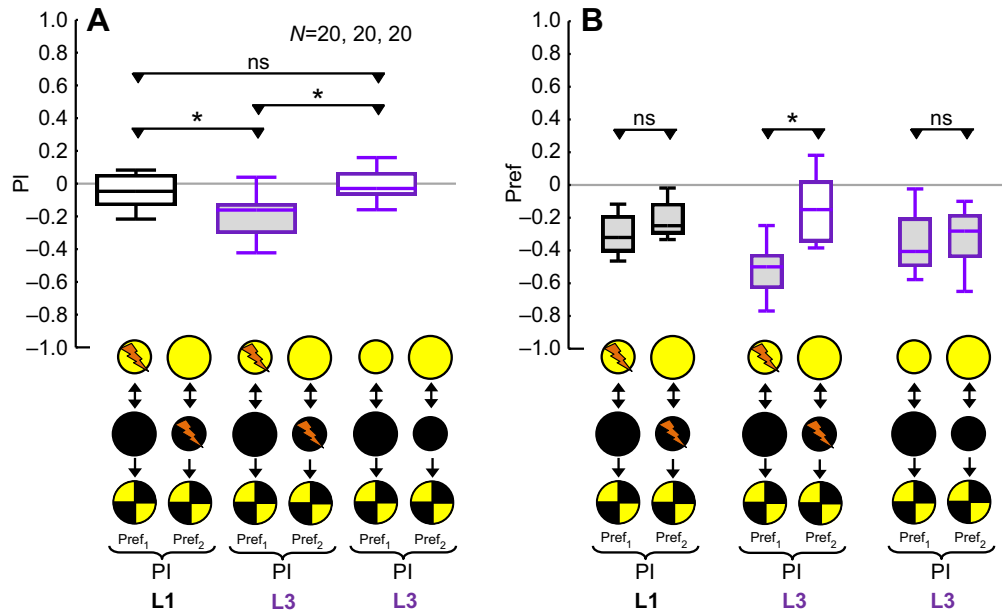 A
N=20, 20, 20
1.0
0.8
0.6
0.4
0.2
0
–0.2
–0.4
–0.6
–0.8
–1.0
PI
ns
*
*
Pref1 Pref2 Pref1 Pref2 Pref1 Pref2
PI PI PI
L1 L3 L3
B
1.0
0.8
0.6
0.4
0.2
0
–0.2
–0.4
–0.6
–0.8
–1.0
Pref
ns * ns
Pref1 Pref2 Pref1 Pref2 Pref1 Pref2
PI PI PI
L1 L3 L3